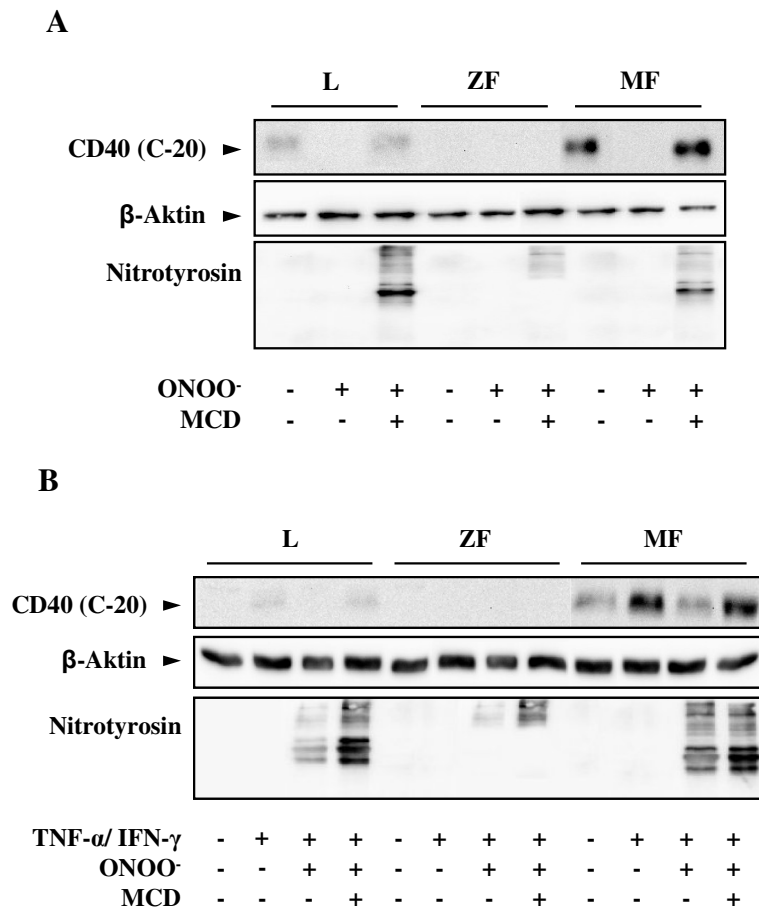 A
L ZF MF
CD40 (C-20) ►
β-Aktin ►
Nitrotyrosin
ONOO⁻ - + + - + + - + +
MCD - - + - - + - - +
B
L ZF MF
CD40 (C-20) ►
β-Aktin ►
Nitrotyrosin
TNF-α/ IFN-γ - + + + - + + + - + + +
ONOO⁻ - - + + - - + + - - + +
MCD - - - + - - - + - - - +